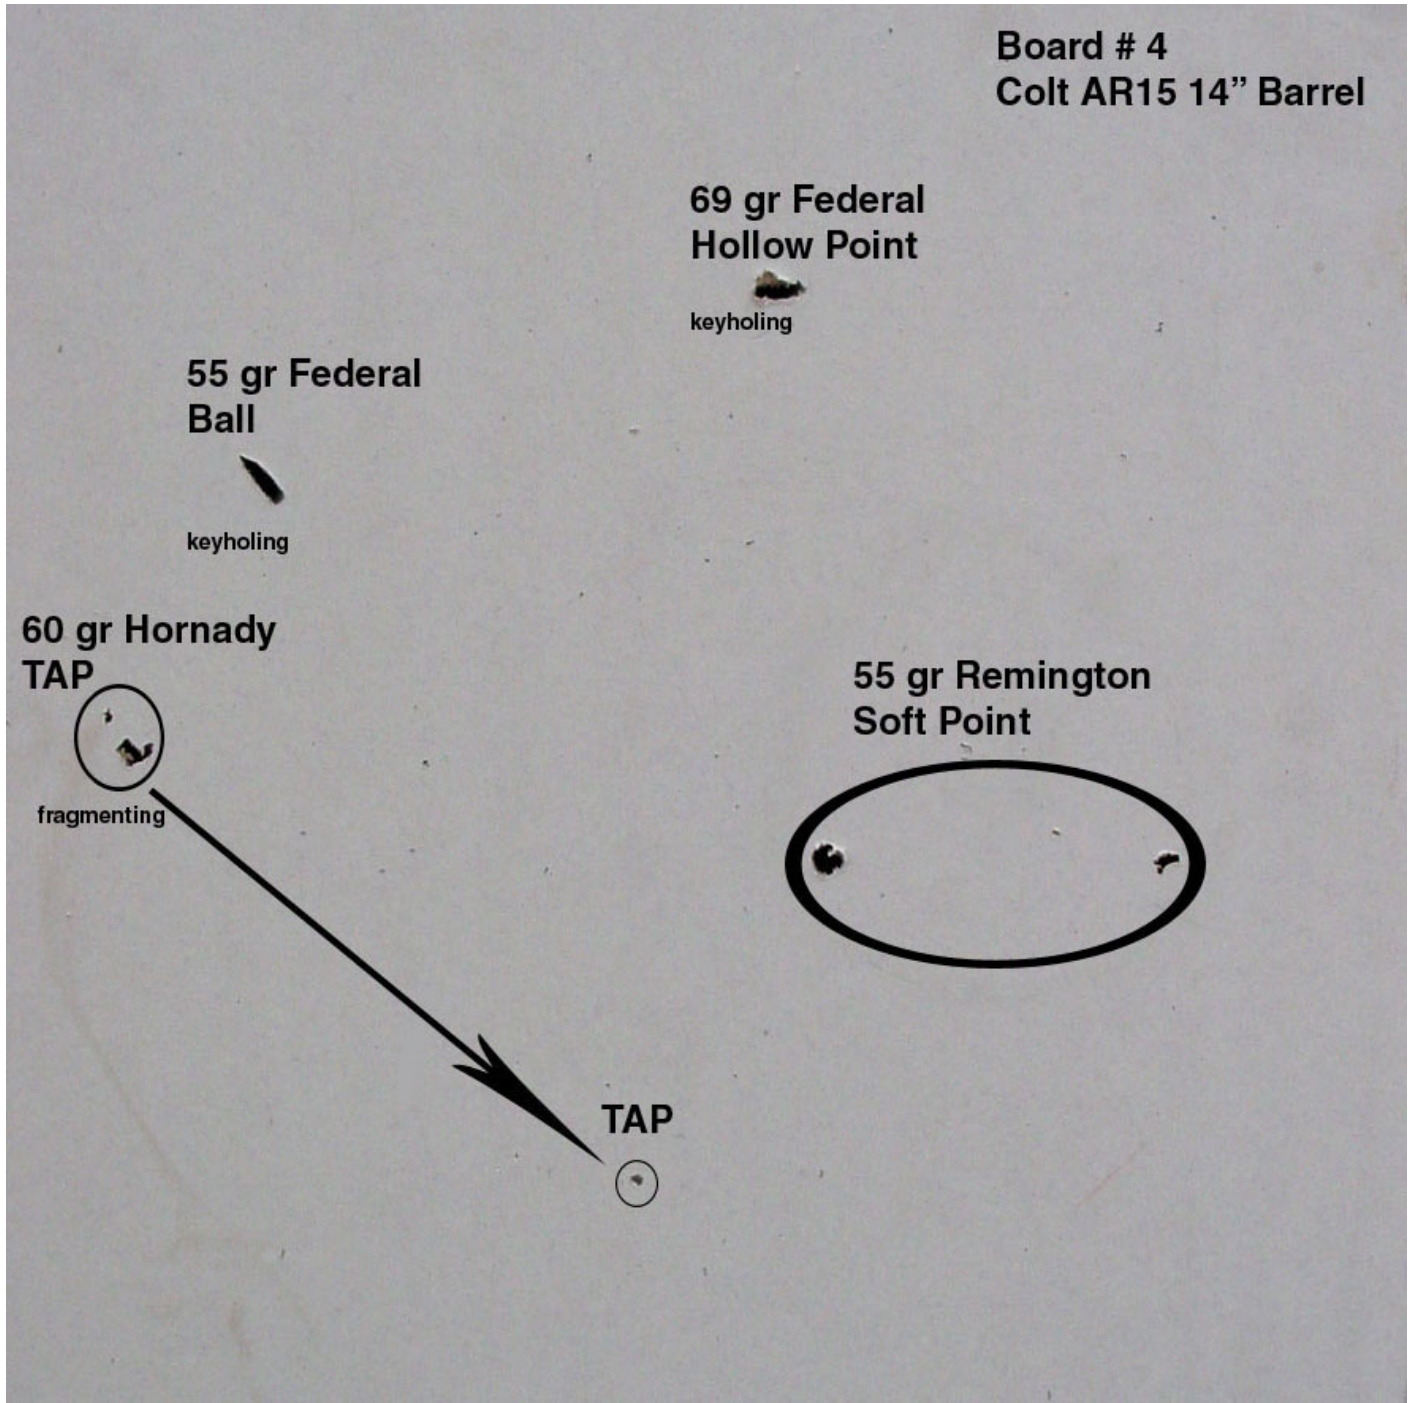 Board # 4
Colt AR15 14” Barrel
69 gr Federal
Hollow Point
keyholing
55 gr Federal
Ball
keyholing
60 gr Hornady
TAP
fragmenting
55 gr Remington
Soft Point
TAP